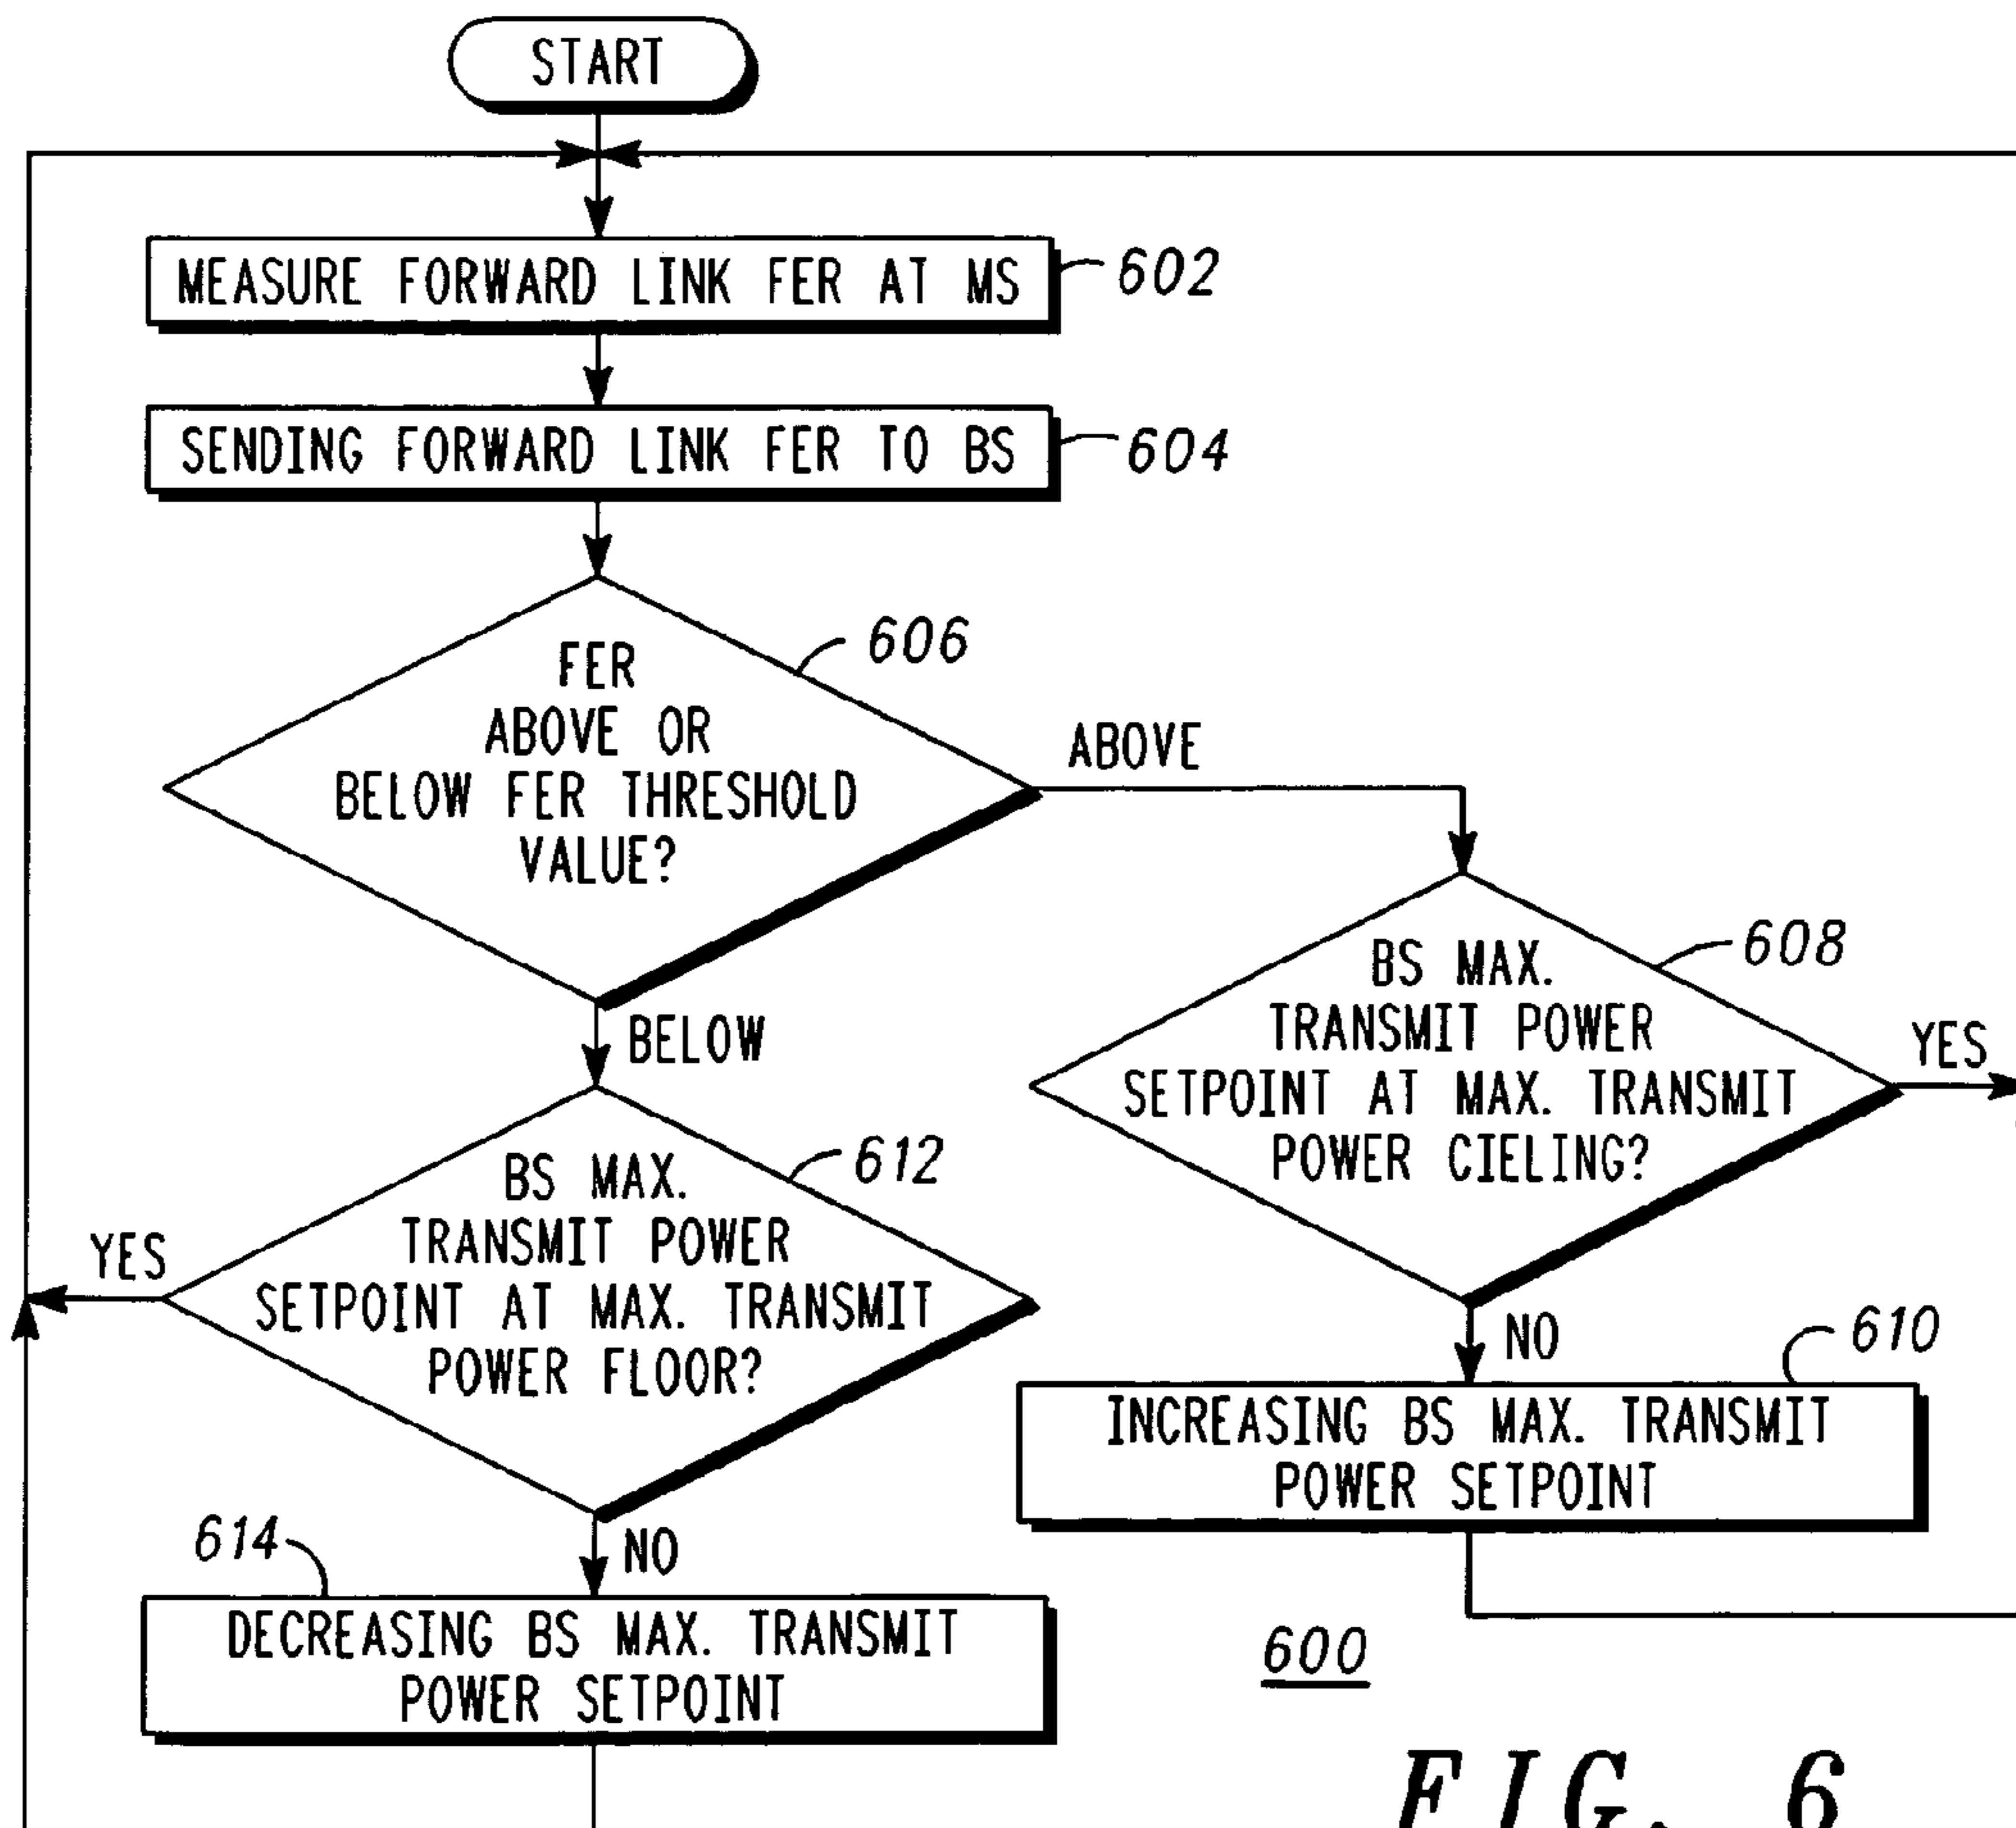 START
MEASURE FORWARD LINK FER AT MS
602
SENDING FORWARD LINK FER TO BS
604
606
FER
ABOVE OR
BELOW FER THRESHOLD
VALUE?
ABOVE
608
BS MAX.
TRANSMIT POWER
SETPOINT AT MAX. TRANSMIT
POWER CIELING?
YES
BELOW
612
BS MAX.
TRANSMIT POWER
SETPOINT AT MAX. TRANSMIT
POWER FLOOR?
YES
NO
610
INCREASING BS MAX. TRANSMIT
POWER SETPOINT
NO
614
DECREASING BS MAX. TRANSMIT
POWER SETPOINT
600
FIG. 6